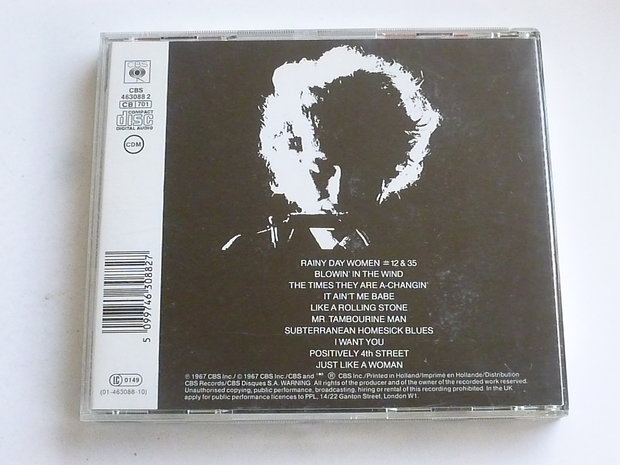 CBS
CBS
463088 2
CB 701
COMPACT
disc
DIGITAL AUDIO
CDM
5 099746 308827
LC 0149
(01-463088-10)
RAINY DAY WOMEN #12 & 35
BLOWIN' IN THE WIND
THE TIMES THEY ARE A-CHANGIN'
IT AIN'T ME BABE
LIKE A ROLLING STONE
MR. TAMBOURINE MAN
SUBTERRANEAN HOMESICK BLUES
I WANT YOU
POSITIVELY 4th STREET
JUST LIKE A WOMAN
℗ 1967 CBS Inc./ © 1967 CBS Inc./CBS and ® CBS Inc./Printed in Holland/Imprimé en Hollande/Distribution
CBS Records/CBS Disques S.A. WARNING All rights of the producer and of the owner of the recorded work reserved.
Unauthorised copying, public performance, broadcasting, hiring or rental of this recording prohibited. In the UK
apply for public performance licences to PPL, 14/22 Ganton Street, London W1.